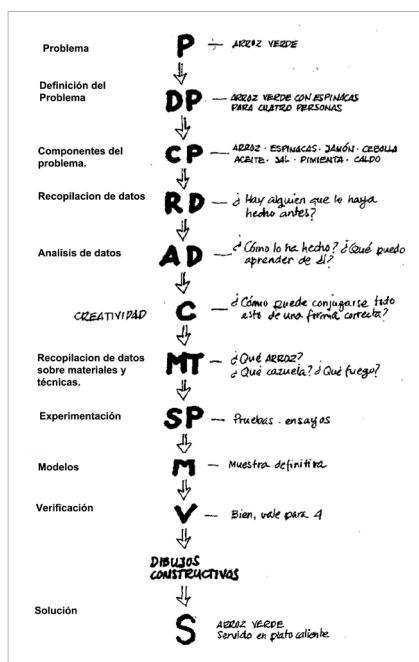 Problema P — ARROZ VERDE
Definición del
Problema
DP — ARROZ VERDE CON ESPINACAS
PARA CUATRO PERSONAS
Componentes del
problema.
CP — ARROZ · ESPINACAS · JAMÓN · CEBOLLA
ACEITE · SAL · PIMIENTA · CALDO
Recopilacion de datos RD — ¿Hay alguien que lo haya
hecho antes?
Analisis de datos AD — ¿Cómo lo ha hecho? ¿Qué puedo
aprender de él?
CREATIVIDAD C — ¿Cómo puede conjugarse todo
esto de una forma correcta?
Recopilacion de datos
sobre materiales y
técnicas.
MT — ¿Qué ARROZ?
¿Qué cazuela? ¿Qué fuego?
Experimentación SP — Pruebas · ensayos
Modelos M — Muestra definitiva
Verificación V — Bien, vale para 4
DIBUJOS
CONSTRUCTIVOS
Solución S ARROZ VERDE
Servido en plato caliente